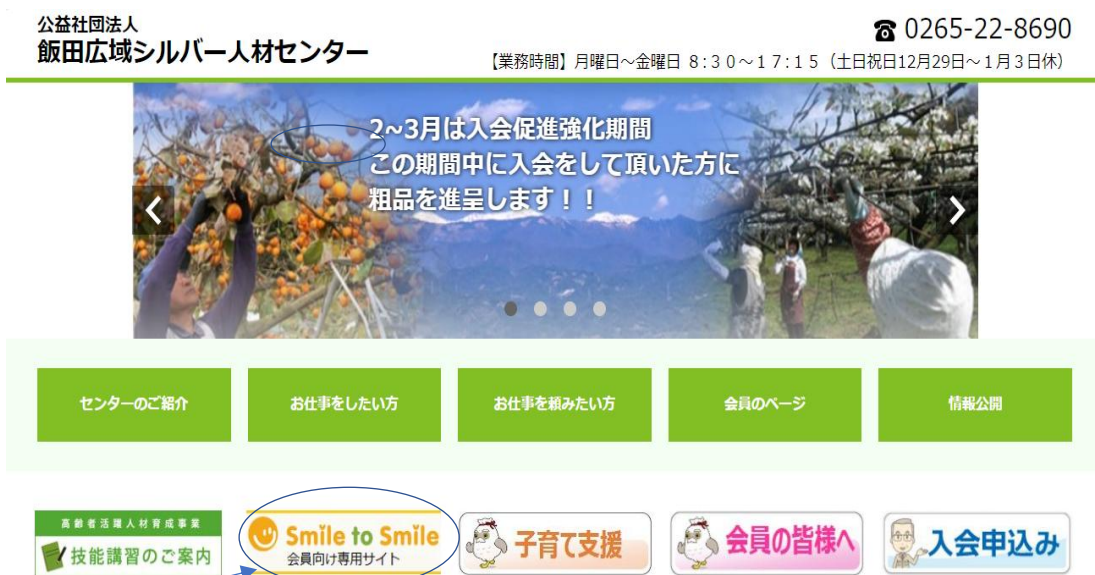 公益社団法人
飯田広域シルバー人材センター
☎ 0265-22-8690
【業務時間】月曜日～金曜日 8:30～17:15（土日祝日12月29日～1月3日休）
2~3月は入会促進強化期間
この期間中に入会をして頂いた方に
粗品を進呈します！！
センターのご紹介
お仕事をしたい方
お仕事を頼みたい方
会員のページ
情報公開
高齢者活躍人材育成事業
技能講習のご案内
Smile to Smile
会員向け専用サイト
子育て支援
会員の皆様へ
入会申込み